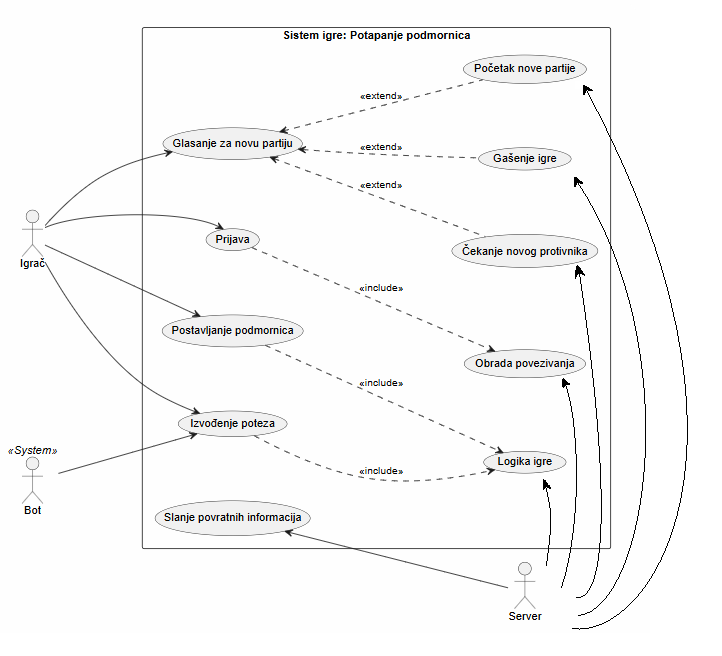 Sistem igre: Potapanje podmornica
Početak nove partije
«extend»
Glasanje za novu partiju
«extend»
Gašenje igre
«extend»
Prijava
Čekanje novog protivnika
Igrač
«include»
Postavljanje podmornica
Obrada povezivanja
«include»
Izvođenje poteza
«System»
Logika igre
«include»
Bot
Slanje povratnih informacija
Server